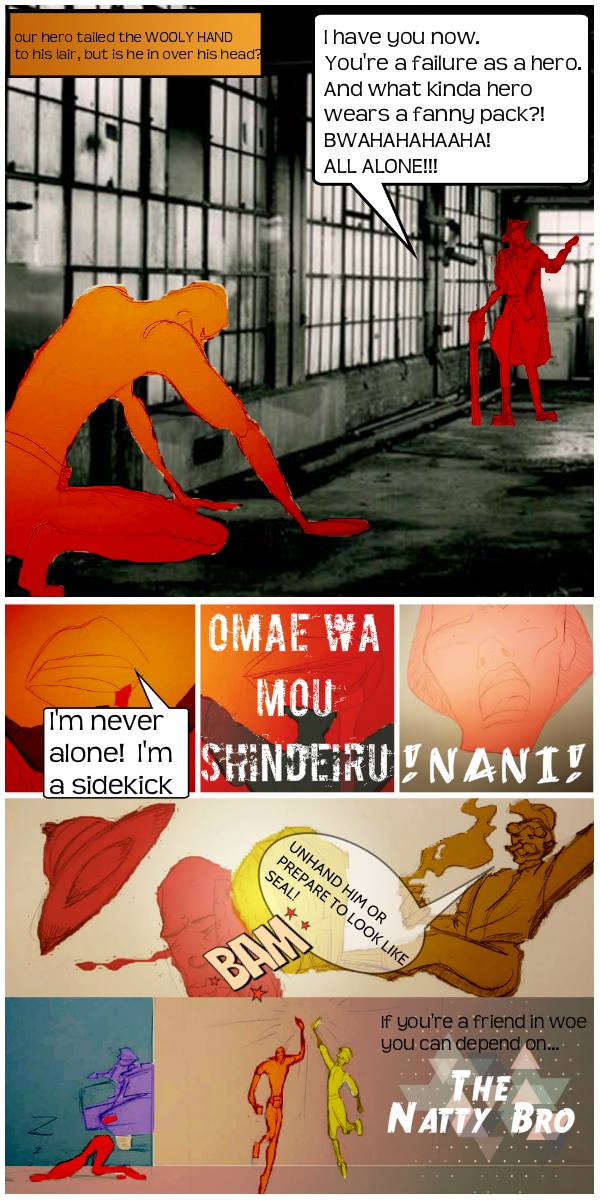 our hero tailed the WOOLY HAND
to his lair, but is he in over his head?
I have you now.
You're a failure as a hero.
And what kinda hero
wears a fanny pack?!
BWAHAHAHAAHA!
ALL ALONE!!!
I'm never
alone! I'm
a sidekick
OMAE WA
MOU
SHINDEIRU
!NANI!
UNHAND HIM OR
PREPARE TO LOOK LIKE
SEAL!
BAM
If you're a friend in woe
you can depend on...
Z
Z
THE
NATTY BRO